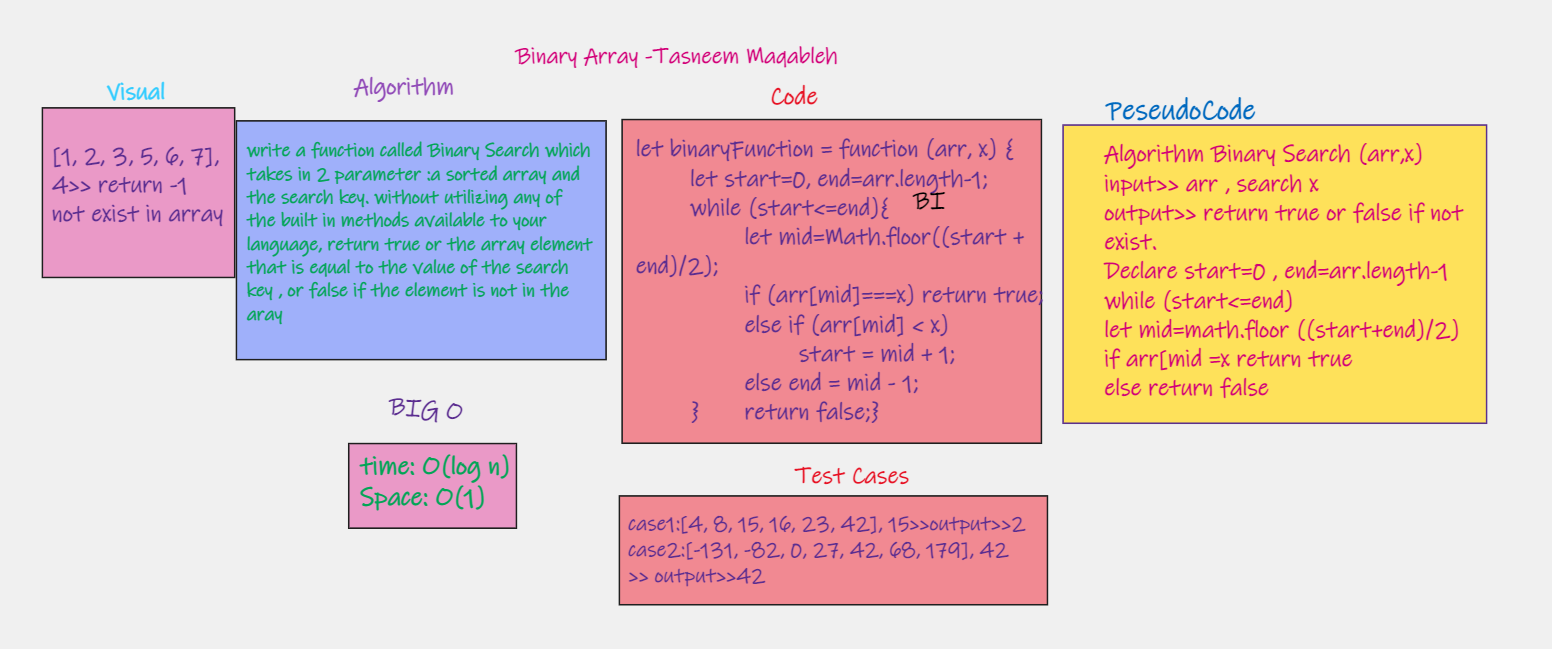 Binary Array -Tasneem Maqableh
Visual
[1, 2, 3, 5, 6, 7],
4>> return -1
not exist in array
Algorithm
write a function called Binary Search which
takes in 2 parameter :a sorted array and
the search key. without utilizing any of
the built in methods available to your
language, return true or the array element
that is equal to the value of the search
key , or false if the element is not in the
aray
BIG O
time: O(log n)
Space: O(1)
Code
let binaryFunction = function (arr, x) {
let start=0, end=arr.length-1;
while (start<=end){
BI
let mid=Math.floor((start +
end)/2);
if (arr[mid]===x) return true;
else if (arr[mid] < x)
start = mid + 1;
else end = mid - 1;
} return false;}
Test Cases
case1:[4, 8, 15, 16, 23, 42], 15>>output>>2
case2:[-131, -82, 0, 27, 42, 68, 179], 42
>> output>>42
PeseudoCode
Algorithm Binary Search (arr,x)
input>> arr , search x
output>> return true or false if not
exist.
Declare start=0 , end=arr.length-1
while (start<=end)
let mid=math.floor ((start+end)/2)
if arr[mid =x return true
else return false